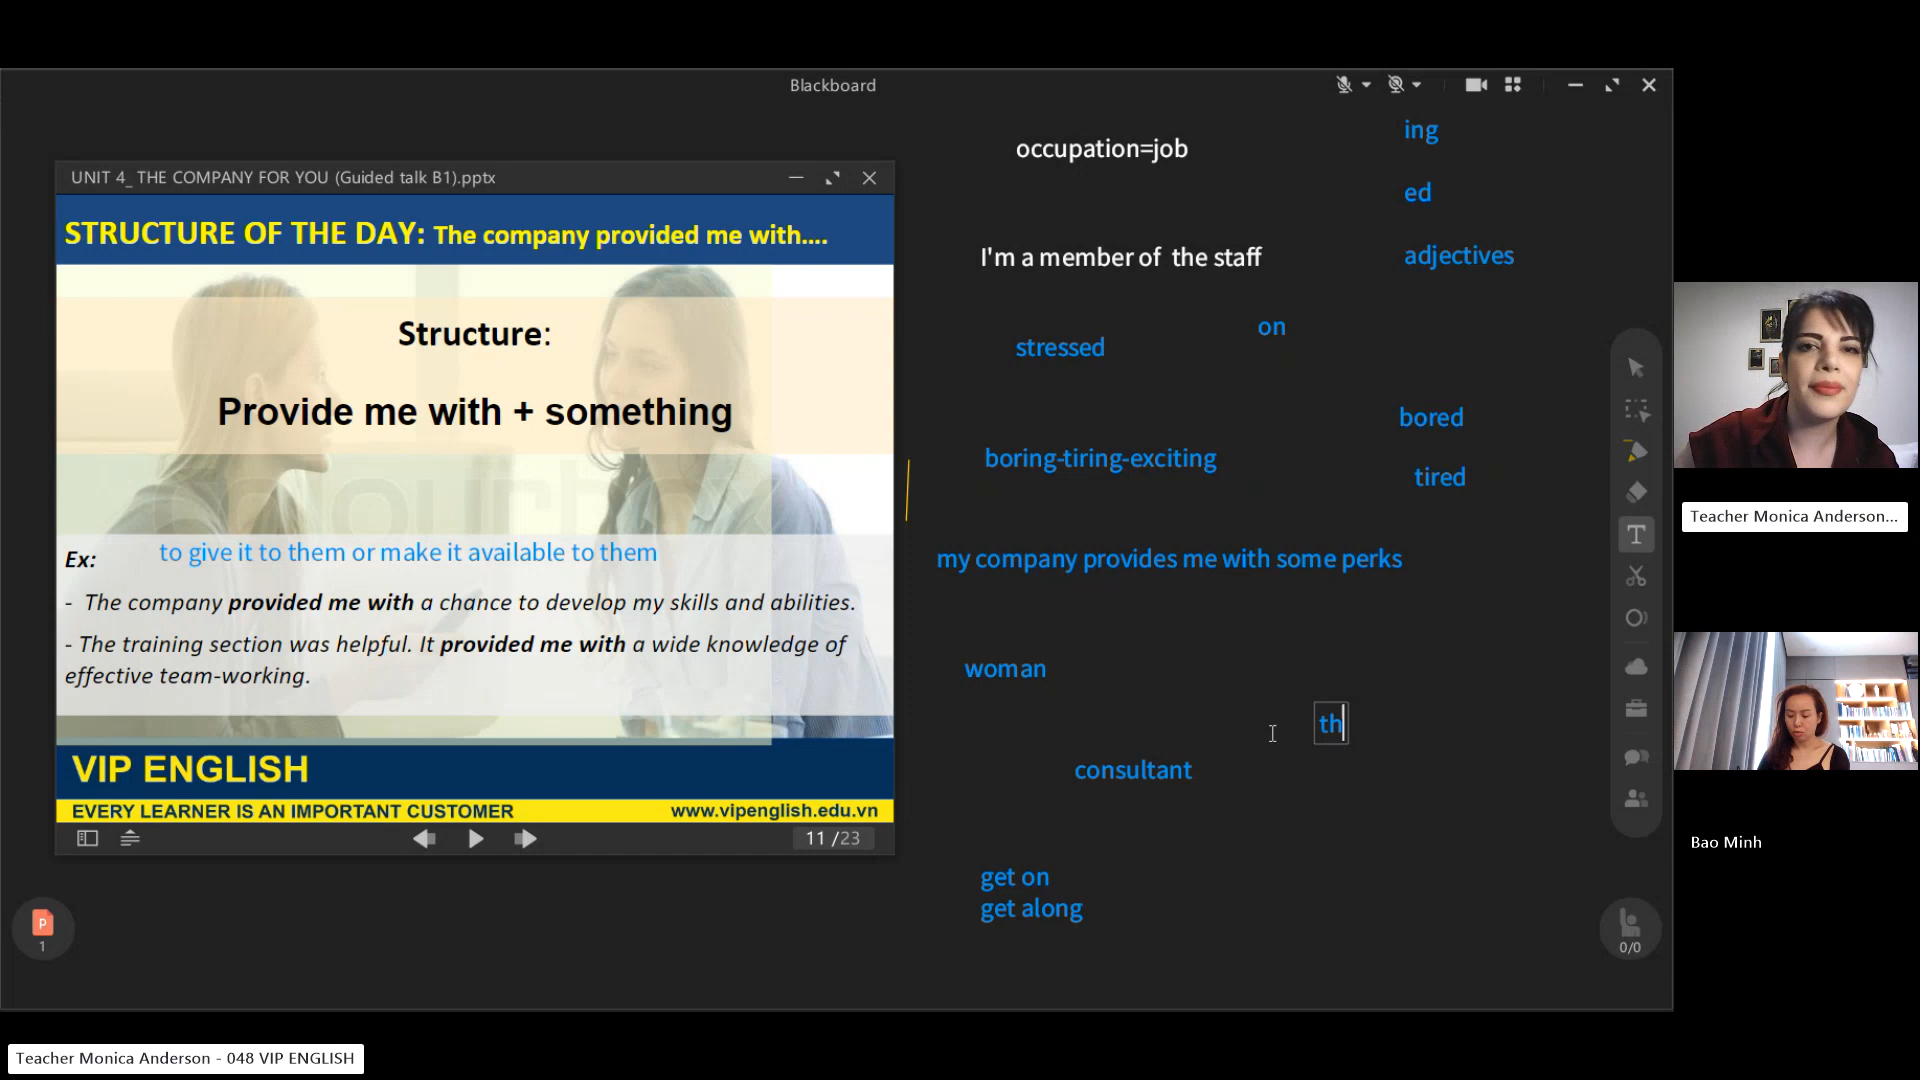 Blackboard
UNIT 4_ THE COMPANY FOR YOU (Guided talk B1).pptx
STRUCTURE OF THE DAY: The company provided me with....
Structure:
Provide me with + something
Ex:
to give it to them or make it available to them
- The company provided me with a chance to develop my skills and abilities.
- The training section was helpful. It provided me with a wide knowledge of
effective team-working.
VIP ENGLISH
EVERY LEARNER IS AN IMPORTANT CUSTOMER
www.vipenglish.edu.vn
11 /23
P
1
occupation=job
ing
ed
adjectives
I'm a member of the staff
on
stressed
bored
boring-tiring-exciting
tired
my company provides me with some perks
woman
th
consultant
get on
get along
T
0/0
Teacher Monica Anderson...
Bao Minh
Teacher Monica Anderson - 048 VIP ENGLISH